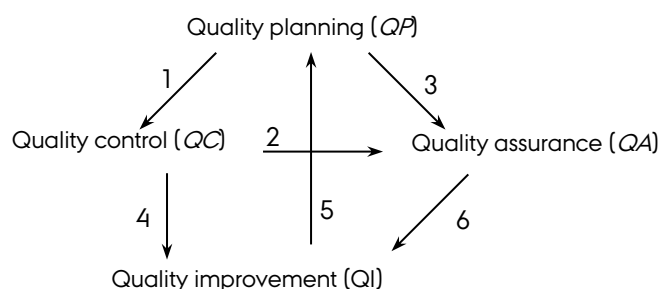 Quality planning (QP)
1
3
Quality control (QC)
2
Quality assurance (QA)
4
5
6
Quality improvement (QI)